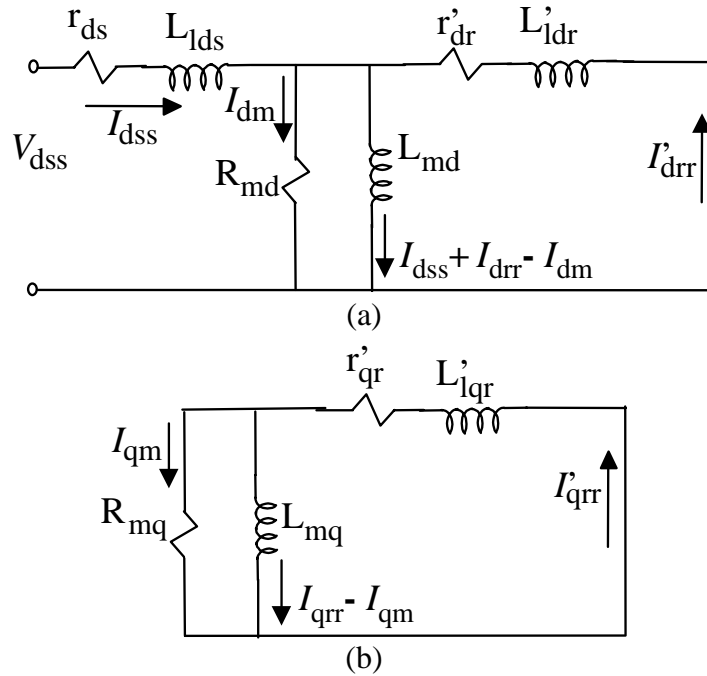 r_ds L_lds r'_dr L'_ldr
I_dm
I_dss
V_dss
R_md L_md I'_drr
I_dss + I_drr - I_dm
(a)
r'_qr L'_lqr
I_qm
I'_qrr
R_mq L_mq
I_qrr - I_qm
(b)